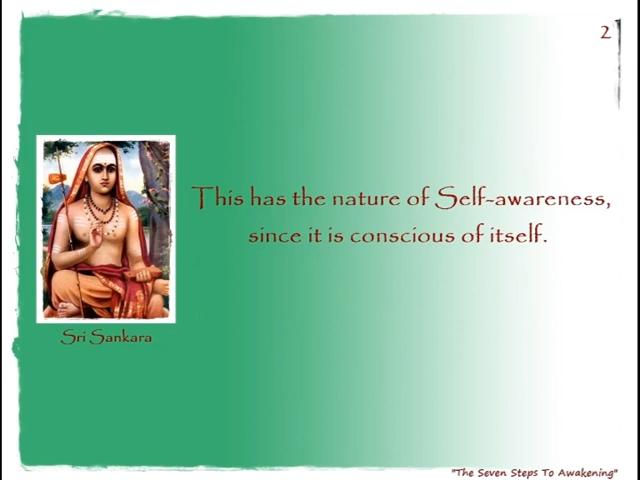 2
This has the nature of Self-awareness,
since it is conscious of itself.
Sri Sankara
"The Seven Steps To Awakening"